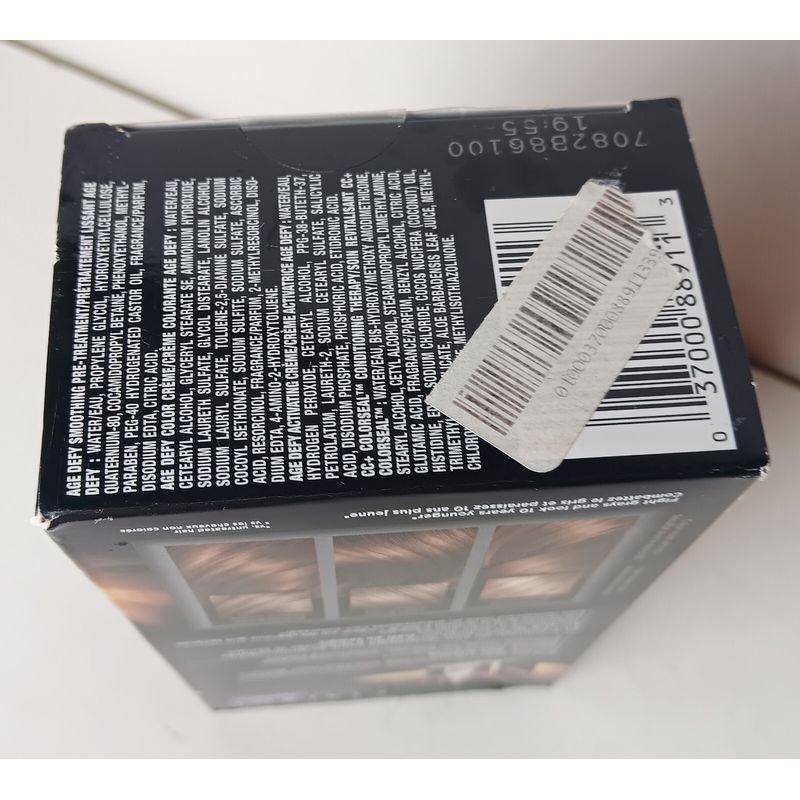 7082B86100
19:55
AGE DEFY SMOOTHING PRE-TREATMENT/PRÉTRAITEMENT LISSANT AGE
DEFY : WATER/EAU, PROPYLENE GLYCOL, HYDROXYETHYLCELLULOSE,
QUATERNIUM-80, COCAMIDOPROPYL BETAINE, PHENOXYETHANOL, METHYL-
PARABEN, PEG-40 HYDROGENATED CASTOR OIL, FRAGRANCE/PARFUM,
DISODIUM EDTA, CITRIC ACID.
AGE DEFY COLOR CRÈME/CRÈME COLORANTE AGE DEFY : WATER/EAU,
CETEARYL ALCOHOL, GLYCERYL STEARATE SE, AMMONIUM HYDROXIDE,
SODIUM LAURETH SULFATE, GLYCOL DISTEARATE, LANOLIN ALCOHOL,
SODIUM LAURYL SULFATE, TOLUENE-2,5-DIAMINE SULFATE, SODIUM
COCOYL ISETHIONATE, SODIUM SULFITE, SODIUM SULFATE, ASCORBIC
ACID, RESORCINOL, FRAGRANCE/PARFUM, 2-METHYLRESORCINOL, DISO-
DIUM EDTA, 4-AMINO-2-HYDROXYTOLUENE.
AGE DEFY ACTIVATING CRÈME/CRÈME ACTIVATRICE AGE DEFY: WATER/EAU,
HYDROGEN PEROXIDE, CETEARYL ALCOHOL, PPG-38-BUTETH-37,
PETROLATUM, LAURETH-2, SODIUM CETEARYL SULFATE, SALICYLIC
ACID, DISODIUM PHOSPHATE, PHOSPHORIC ACID, ETIDRONIC ACID.
CC+ COLORSEAL™ CONDITIONING THERAPY/SOIN REVITALISANT CC+
COLORSEAL™ : WATER/EAU, BIS-HYDROXY/METHOXY AMODIMETHICONE,
STEARYL ALCOHOL, CETYL ALCOHOL, STEARAMIDOPROPYL DIMETHYLAMINE,
GLUTAMIC ACID, FRAGRANCE/PARFUM, BENZYL ALCOHOL, CITRIC ACID,
HISTIDINE, SODIUM CHLORIDE, COCOS NUCIFERA (COCONUT) OIL,
TRIMETHYL ALOE BARBADENSIS LEAF JUICE, METHYL-
CHLORO METHYLISOTHIAZOLINONE.
0100037000889113391
0 37000 88911 3
Fight grays and look 10 years younger*
Combattez le gris et paraissez 10 ans plus jeune*
*vs. untreated hair
*vs les cheveux non colorés